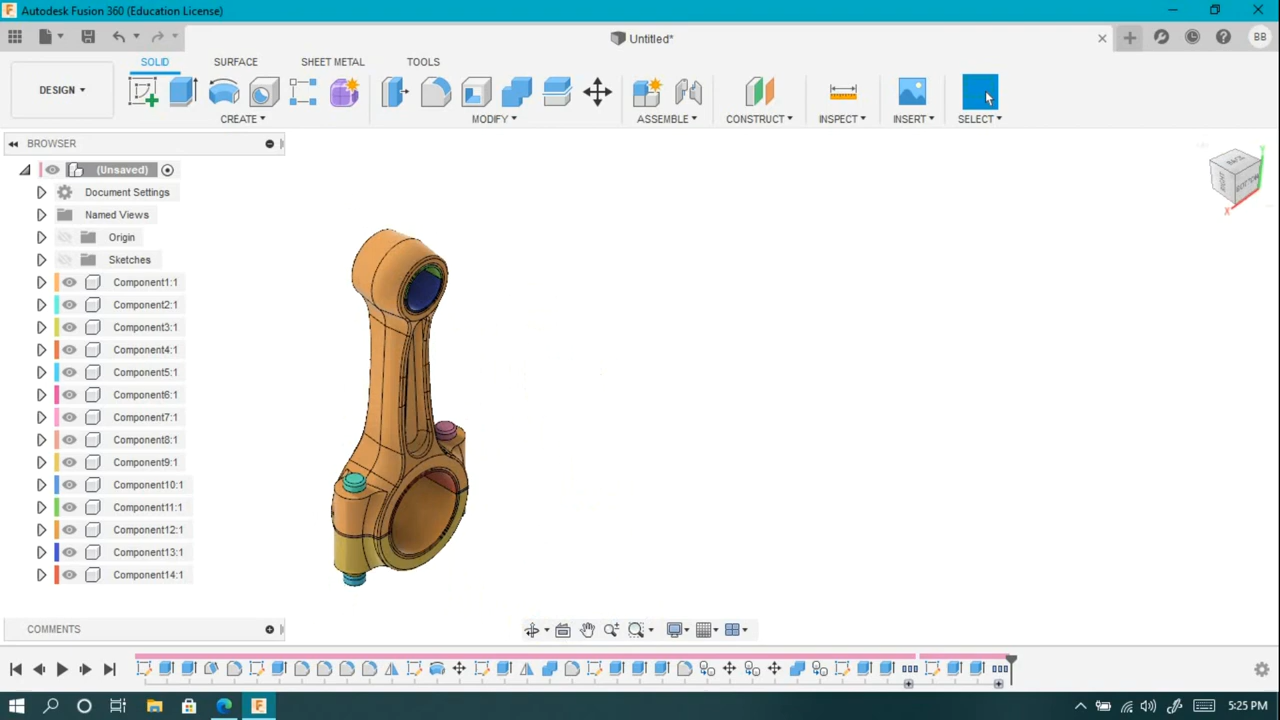 Autodesk Fusion 360 (Education License)
Untitled*
BB
SOLID SURFACE SHEET METAL TOOLS
DESIGN
CREATE MODIFY ASSEMBLE CONSTRUCT INSPECT INSERT SELECT
BROWSER
(Unsaved)
Document Settings
Named Views
Origin
Sketches
Component1:1
Component2:1
Component3:1
Component4:1
Component5:1
Component6:1
Component7:1
Component8:1
Component9:1
Component10:1
Component11:1
Component12:1
Component13:1
Component14:1
RIGHT
X
COMMENTS
5:25 PM